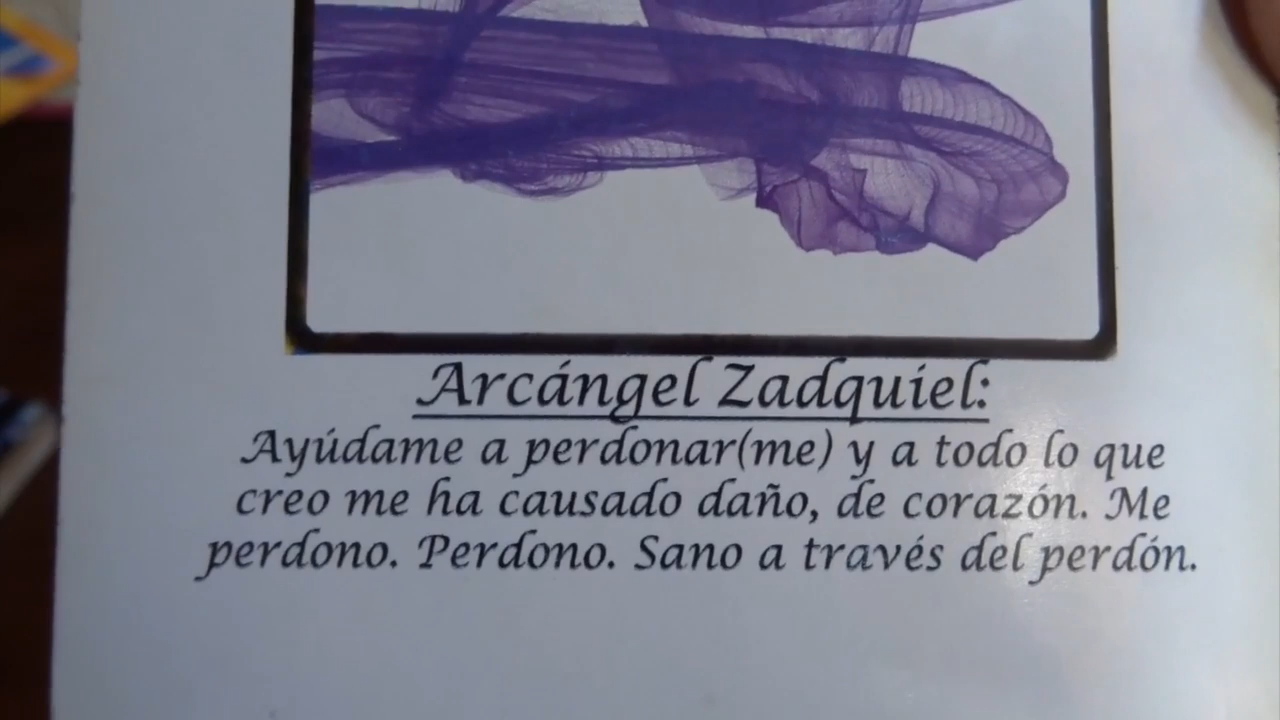 Arcángel Zadquiel:
Ayúdame a perdonar(me) y a todo lo que
creo me ha causado daño, de corazón. Me
perdono. Perdono. Sano a través del perdón.